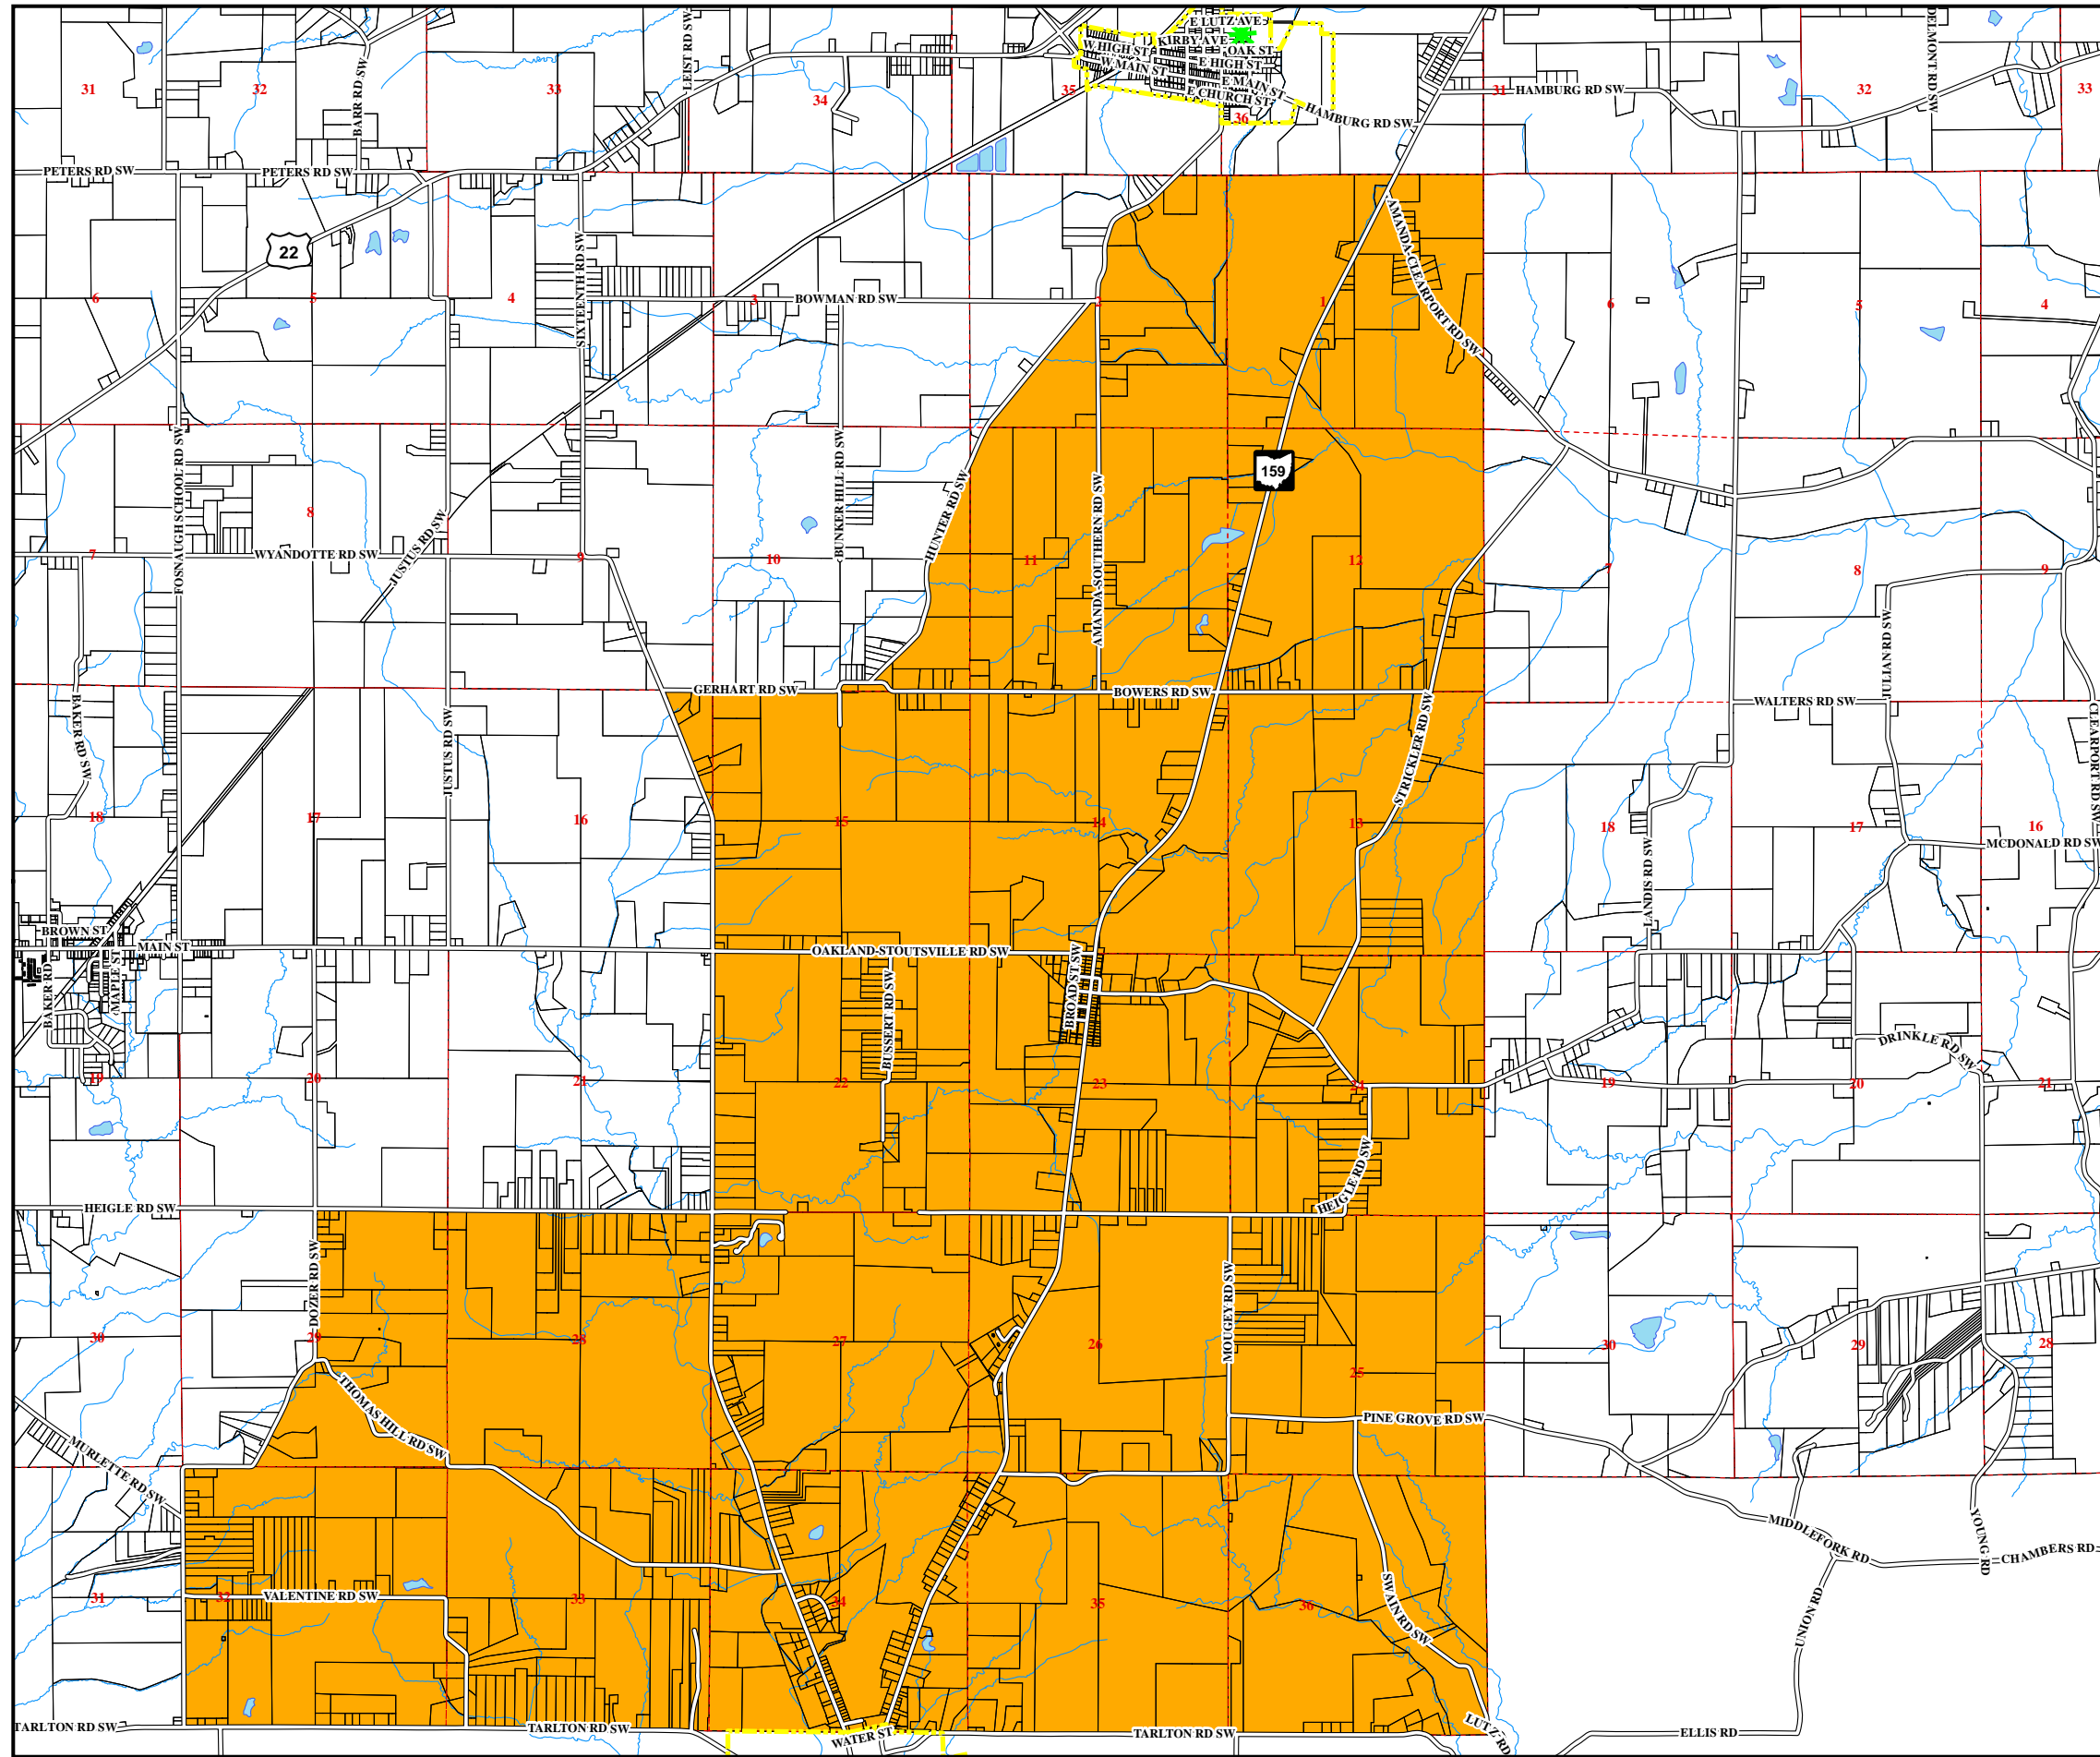 E LUTZ AVE
KIRBY AVE
OAK ST
W HIGH ST
E HIGH ST
W MAIN ST
E MAIN ST
E CHURCH ST
HAMBURG RD SW
HAMBURG RD SW
DELMONT RD SW
LEIST RD SW
BARR RD SW
31
32
33
34
35
36
31
32
33
PETERS RD SW
PETERS RD SW
22
SIXTEENTH RD SW
AMANDA-CLEARPORT RD SW
6
5
4
3
BOWMAN RD SW
2
1
6
5
4
159
FOSNAUGH SCHOOL RD SW
BUNKER HILL RD SW
HUNTER RD SW
AMANDA-SOUTHERN RD SW
JUSTUS RD SW
8
7
WYANDOTTE RD SW
9
10
11
12
7
8
9
JULIAN RD SW
GERHART RD SW
BOWERS RD SW
WALTERS RD SW
BAKER RD SW
JUSTUS RD SW
STRICKLER RD SW
CLEARPORT RD SW
18
17
16
15
14
13
18
17
16
MCDONALD RD SW
LANDIS RD SW
BROWN ST
MAIN ST
OAKLAND-STOUTSVILLE RD SW
BAKER RD
MAPLE ST
BUSSERT RD SW
BROAD ST SW
DRINKLE RD SW
19
20
21
22
23
24
19
20
21
HEIGLE RD SW
HEIGLE RD SW
DOZER RD SW
MOUGEY RD SW
30
29
28
27
26
25
30
29
28
THOMAS HILL RD SW
PINE GROVE RD SW
MURLETTE RD SW
MIDDLEFORK RD
YOUNG RD
CHAMBERS RD
31
32
VALENTINE RD SW
33
34
35
36
SWAIN RD SW
UNION RD
TARLTON RD SW
TARLTON RD SW
WATER ST
TARLTON RD SW
LUTZ RD
ELLIS RD